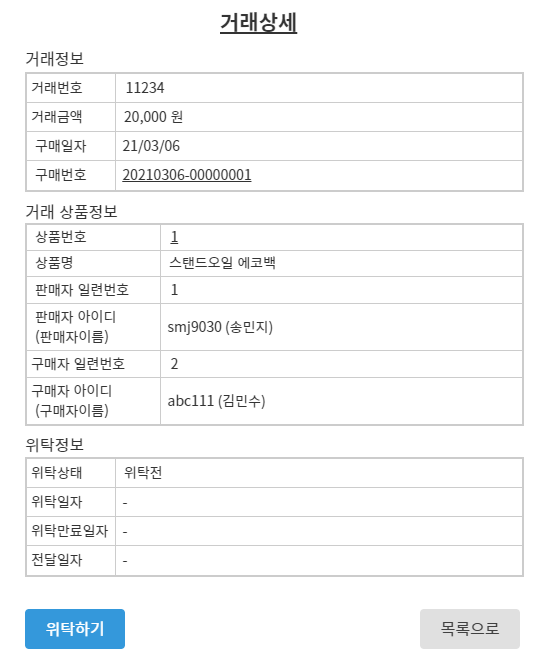 거래상세
거래정보
거래번호 11234
거래금액 20,000 원
구매일자 21/03/06
구매번호 20210306-00000001
거래 상품정보
상품번호 1
상품명 스탠드오일 에코백
판매자 일련번호 1
판매자 아이디
(판매자이름) smj9030 (송민지)
구매자 일련번호 2
구매자 아이디
(구매자이름) abc111 (김민수)
위탁정보
위탁상태 위탁전
위탁일자 -
위탁만료일자 -
전달일자 -
위탁하기 목록으로